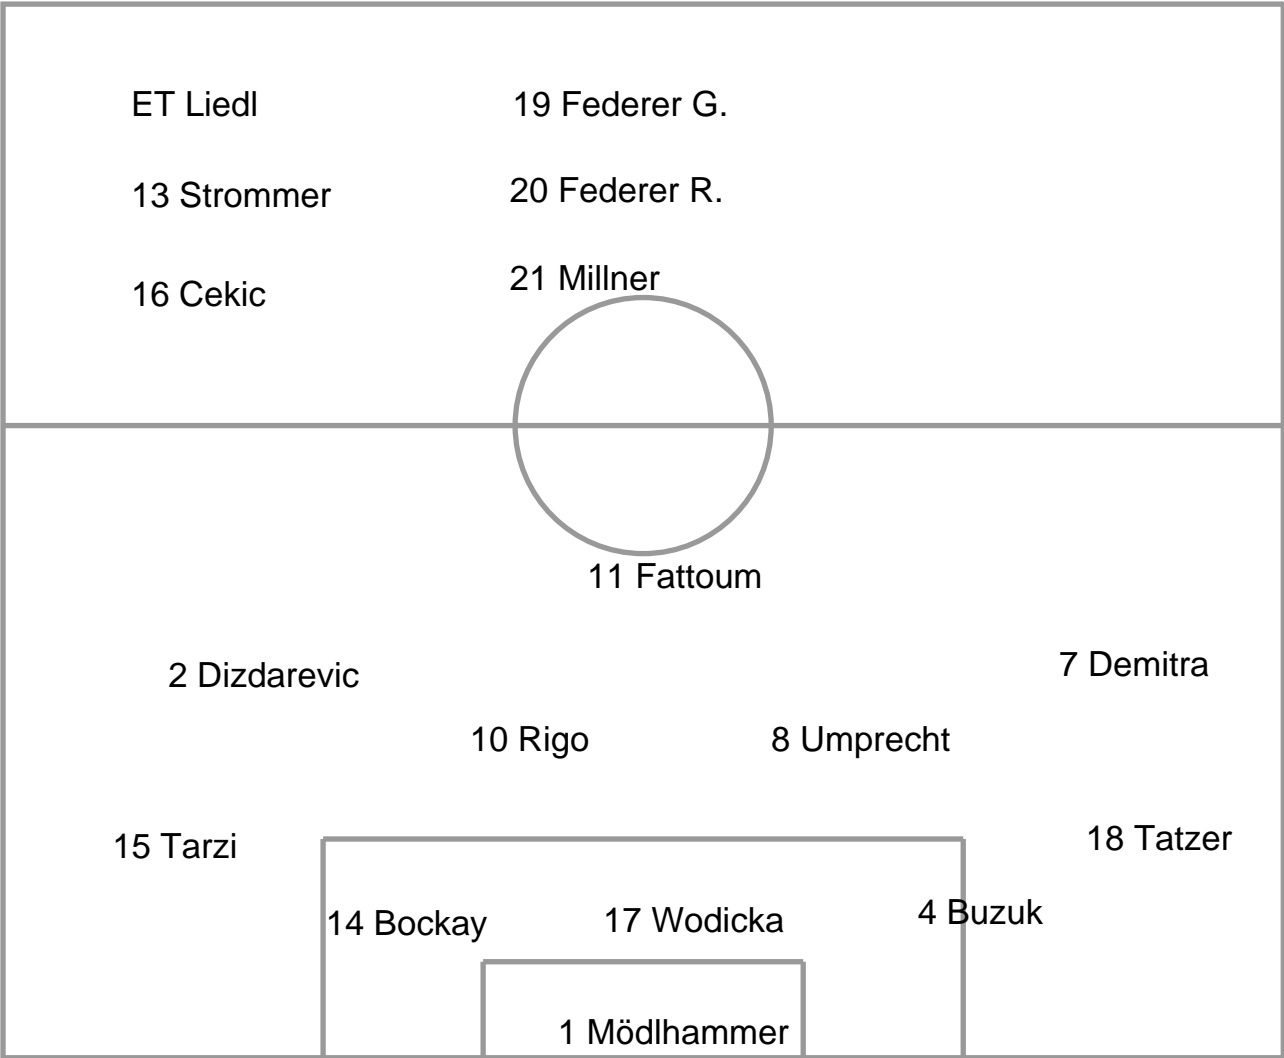 ET Liedl
19 Federer G.
13 Strommer
20 Federer R.
16 Cekic
21 Millner
11 Fattoum
2 Dizdarevic
7 Demitra
10 Rigo
8 Umprecht
15 Tarzi
18 Tatzer
14 Bockay
17 Wodicka
4 Buzuk
1 Mödlhammer